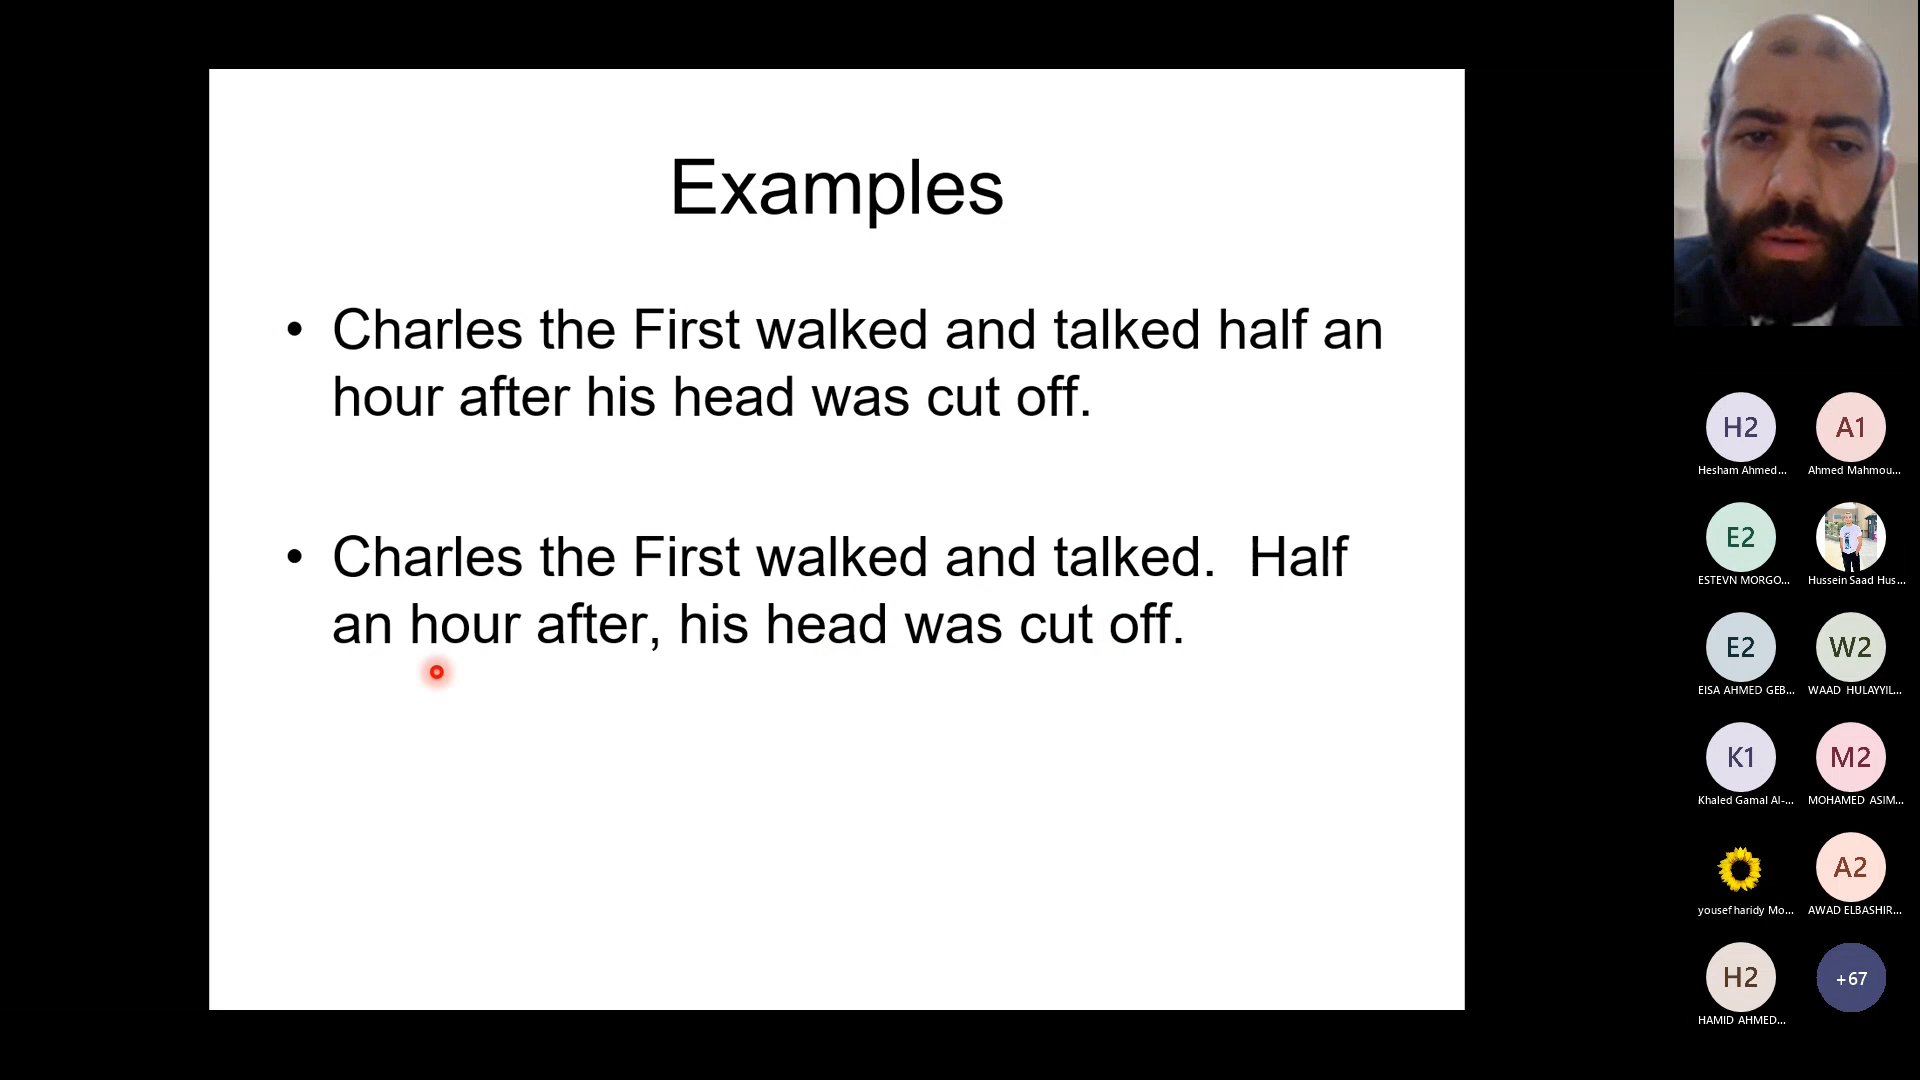 Examples
• Charles the First walked and talked half an
hour after his head was cut off.
• Charles the First walked and talked. Half
an hour after, his head was cut off.
H2
A1
Hesham Ahmed...
Ahmed Mahmou...
E2
ESTEVN MORGO...
Hussein Saad Hus...
E2
W2
EISA AHMED GEB...
WAAD HULAYYIL...
K1
M2
Khaled Gamal Al-...
MOHAMED ASIM...
A2
yousef haridy Mo...
AWAD ELBASHIR...
H2
+67
HAMID AHMED...